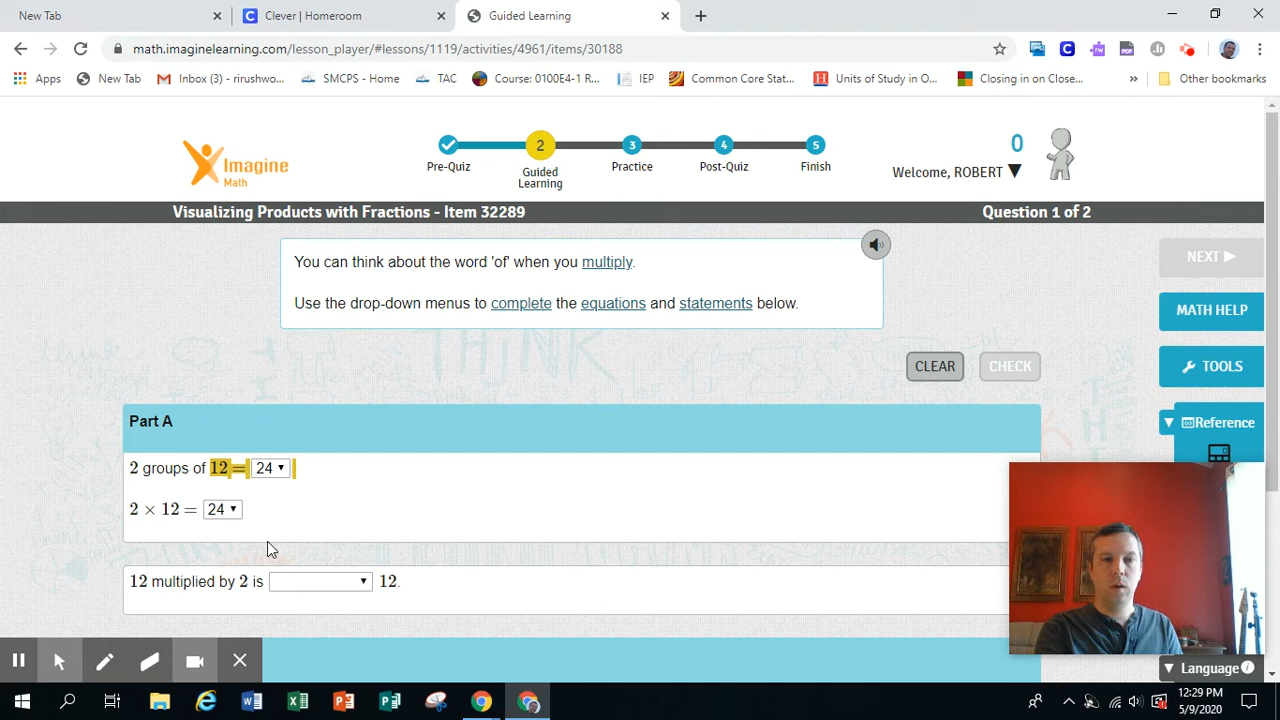 New Tab
Clever | Homeroom
Guided Learning
math.imaginelearning.com/lesson_player/#lessons/1119/activities/4961/items/30188
Apps
New Tab
Inbox (3) - rirushwo...
SMCPS - Home
TAC
Course: 0100E4-1 R...
IEP
Common Core Stat...
Units of Study in O...
Closing in on Close...
»
Other bookmarks
Imagine
Math
2
3
4
5
Pre-Quiz
Guided
Learning
Practice
Post-Quiz
Finish
0
Welcome, ROBERT ▼
Visualizing Products with Fractions - Item 32289
Question 1 of 2
You can think about the word 'of' when you multiply.
Use the drop-down menus to complete the equations and statements below.
NEXT ▶
MATH HELP
TOOLS
Reference
CLEAR
CHECK
THINK
Part A
2 groups of 12 = 24
2 × 12 = 24
12 multiplied by 2 is 12.
Language
12:29 PM
5/9/2020